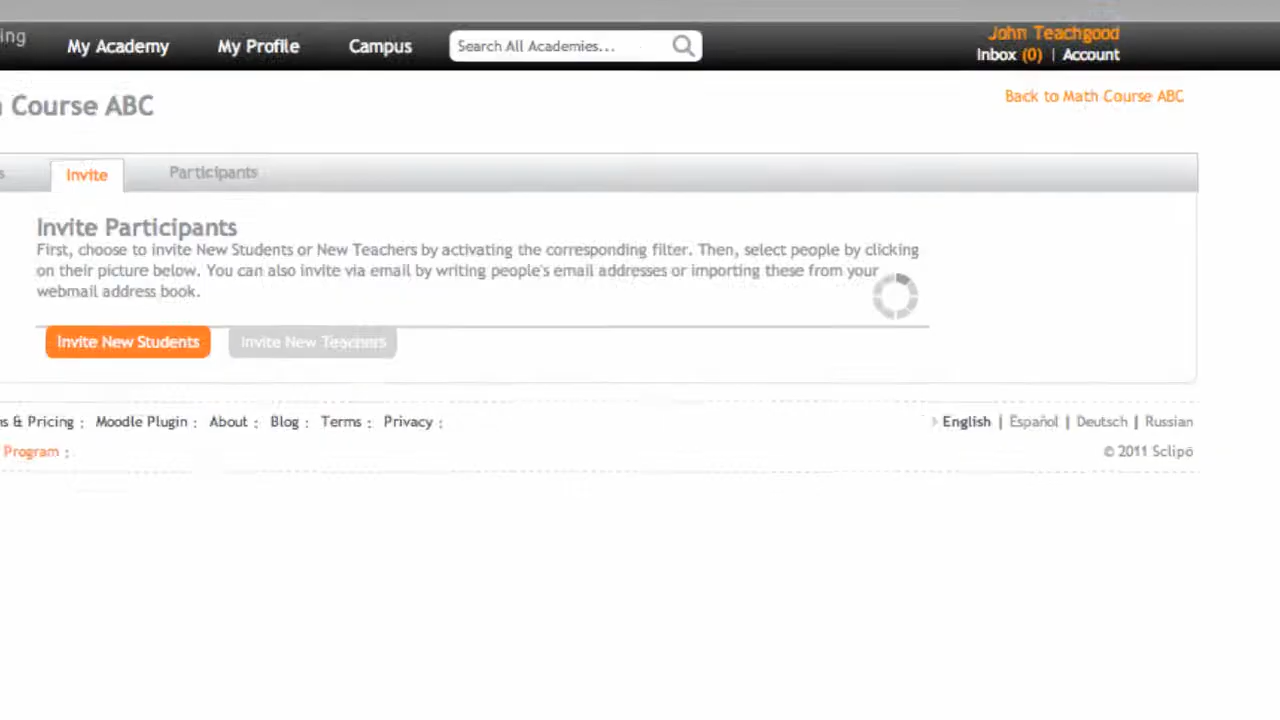 ing
My Academy My Profile Campus Search All Academies... John Teachgood
Inbox (0) | Account
Course ABC Back to Math Course ABC
s Invite Participants
Invite Participants
First, choose to invite New Students or New Teachers by activating the corresponding filter. Then, select people by clicking
on their picture below. You can also invite via email by writing people's email addresses or importing these from your
webmail address book.
Invite New Students Invite New Teachers
s & Pricing : Moodle Plugin : About : Blog : Terms : Privacy : English | Español | Deutsch | Russian
Program : © 2011 Sclipo